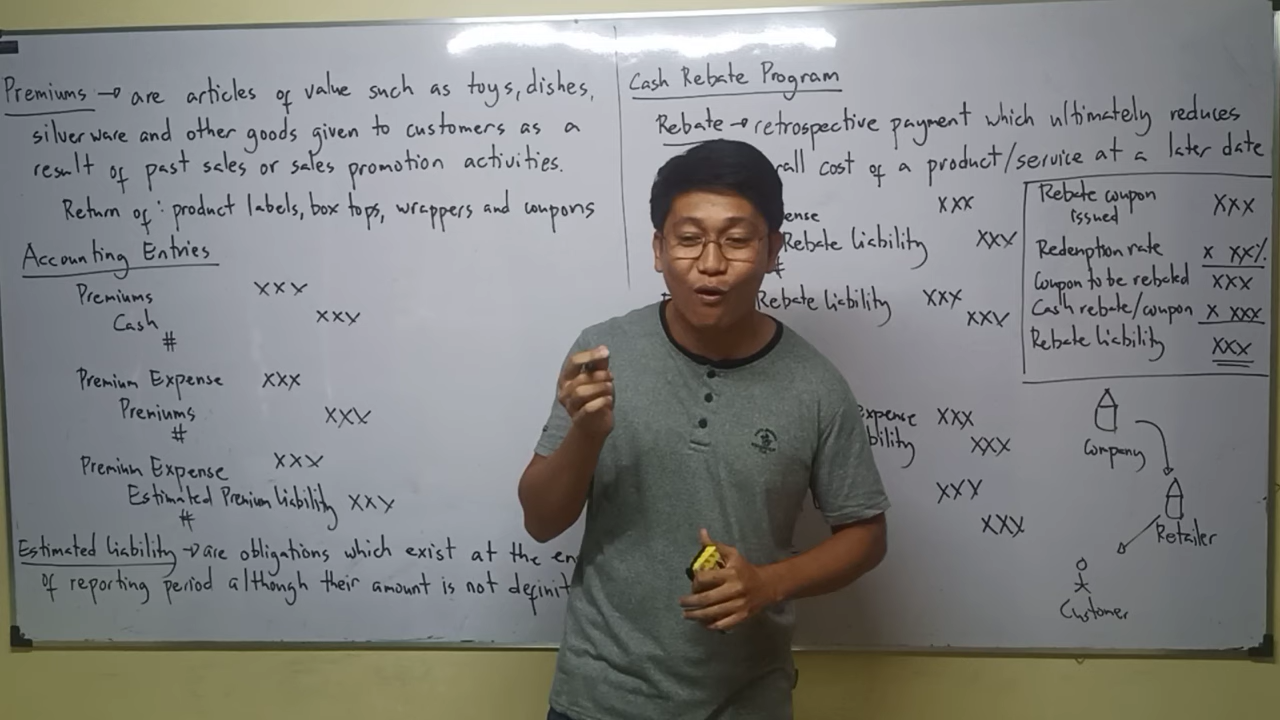 Premiums → are articles of value such as toys, dishes,
silverware and other goods given to customers as a
result of past sales or sales promotion activities.
Return of: product labels, box tops, wrappers and coupons
Accounting Entries
Premiums XXX
Cash XXX
#
Premium Expense XXX
Premiums XXX
#
Premium Expense XXX
Estimated Premium Liability XXX
#
Estimated Liability → are obligations which exist at the
of reporting period although their amount is not
Cash Rebate Program
Rebate → retrospective payment which ultimately reduces
cost of a product/service at a later date
XXX
Rebate liability XXX
#
Rebate liability XXX
XXX
XXX
XXX
XXX
XXX
Rebate coupon
issued XXX
Redemption rate x XX%
Coupon to be rebated XXX
Cash rebate/coupon x XXX
Rebate liability XXX
Company
Retailer
Customer